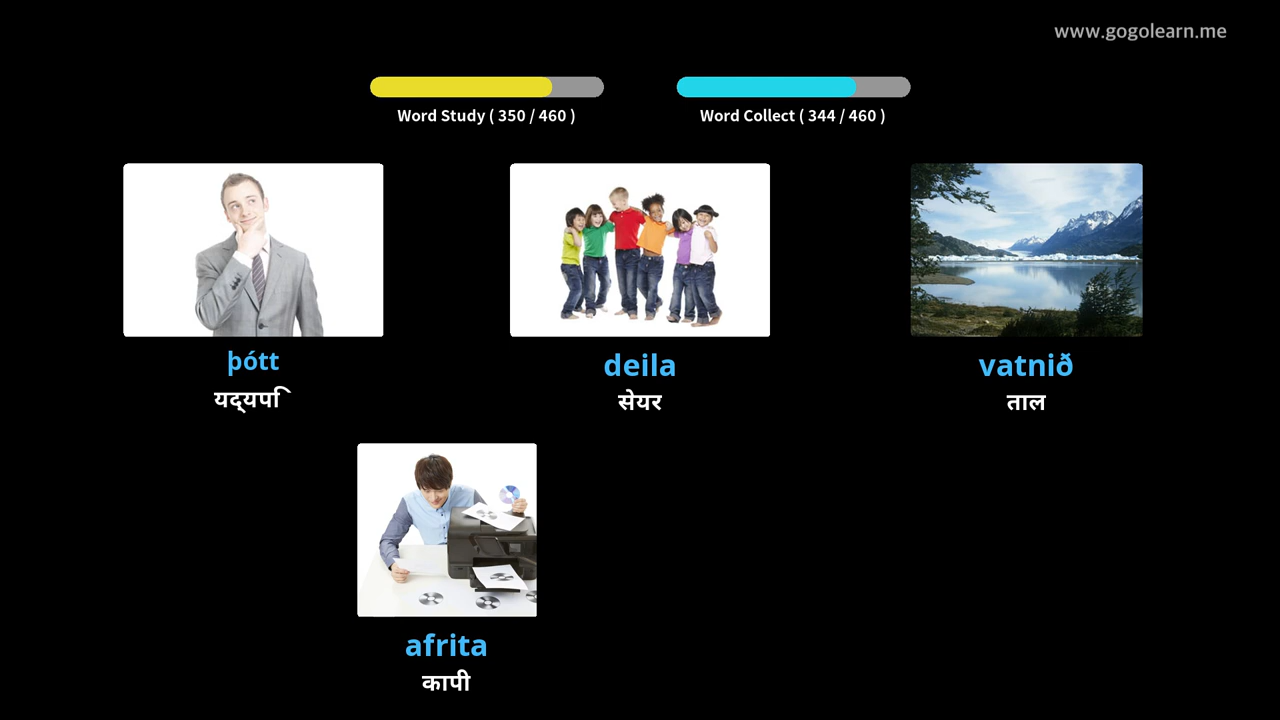 www.gogolearn.me
Word Study ( 350 / 460 )
Word Collect ( 344 / 460 )
þótt
deila
vatnið
यद्यपि
सेयर
ताल
afrita
कापी